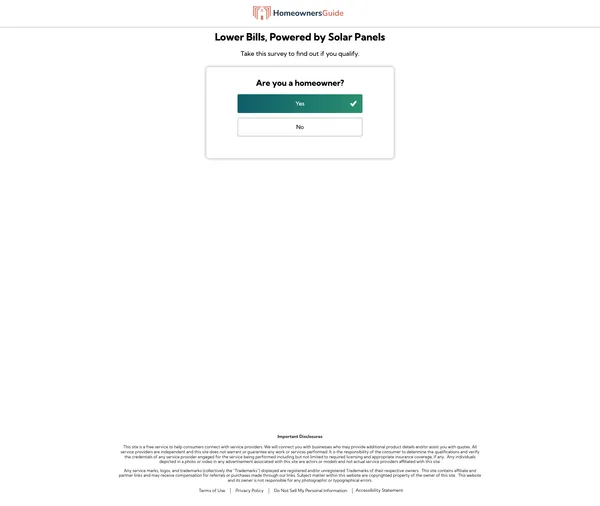 HomeownersGuide
Lower Bills, Powered by Solar Panels
Take this survey to find out if you qualify.
Are you a homeowner?
Yes
No
Important Disclosures
This site is a free service to help consumers connect with service providers. We will connect you with businesses who may provide additional product details and/or assist you with quotes. All
service providers are independent and this site does not warrant or guarantee any work or services performed. It is the responsibility of the consumer to determine the qualifications and verify
the credentials of any service provider engaged for the service being performed including but not limited to required licensing and appropriate insurance coverage, if any. Any individuals
depicted in a photo or video in any advertisement associated with this site are actors or models and not actual service providers affiliated with this site.
Any service marks, logos, and trademarks (collectively the "Trademarks") displayed are registered and/or unregistered Trademarks of their respective owners. This site contains affiliate and
partner links and may receive compensation for referrals or purchases made through our links. Subject matter within this website are copyrighted property of the owner of this site. This website
and its owner is not responsible for any photographic or typographical errors.
Terms of Use | Privacy Policy | Do Not Sell My Personal Information | Accessibility Statement